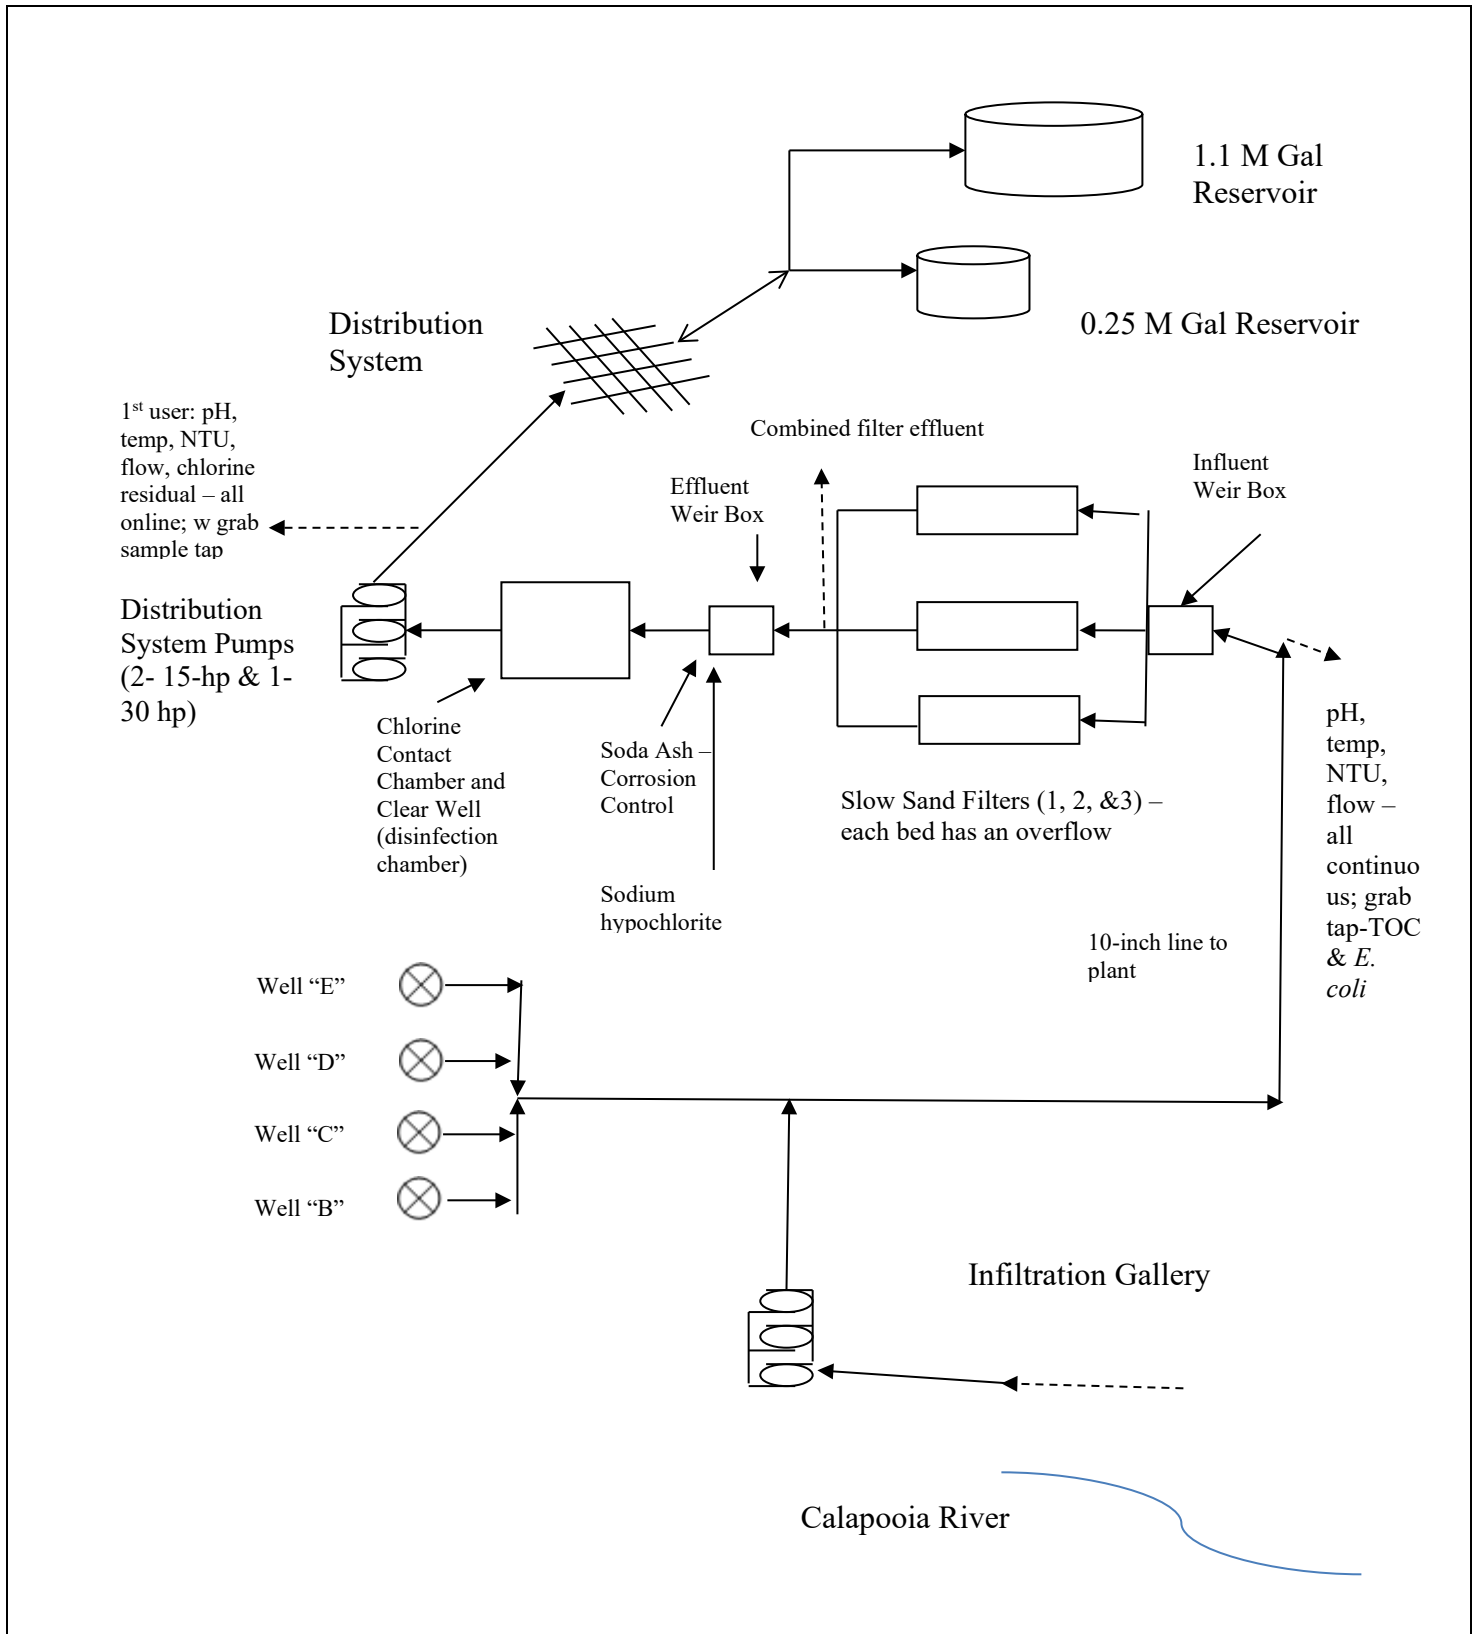 1.1 M Gal
Reservoir
0.25 M Gal Reservoir
Distribution
System
1st user: pH,
temp, NTU,
flow, chlorine
residual – all
online; w grab
sample tap
Combined filter effluent
Influent
Weir Box
Effluent
Weir Box
Distribution
System Pumps
(2- 15-hp & 1-
30 hp)
Chlorine
Contact
Chamber and
Clear Well
(disinfection
chamber)
Soda Ash –
Corrosion
Control
Sodium
hypochlorite
Slow Sand Filters (1, 2, &3) –
each bed has an overflow
pH,
temp,
NTU,
flow –
all
continuo
us; grab
tap-TOC
& E.
coli
10-inch line to
plant
Well “E”
Well “D”
Well “C”
Well “B”
Infiltration Gallery
Calapooia River